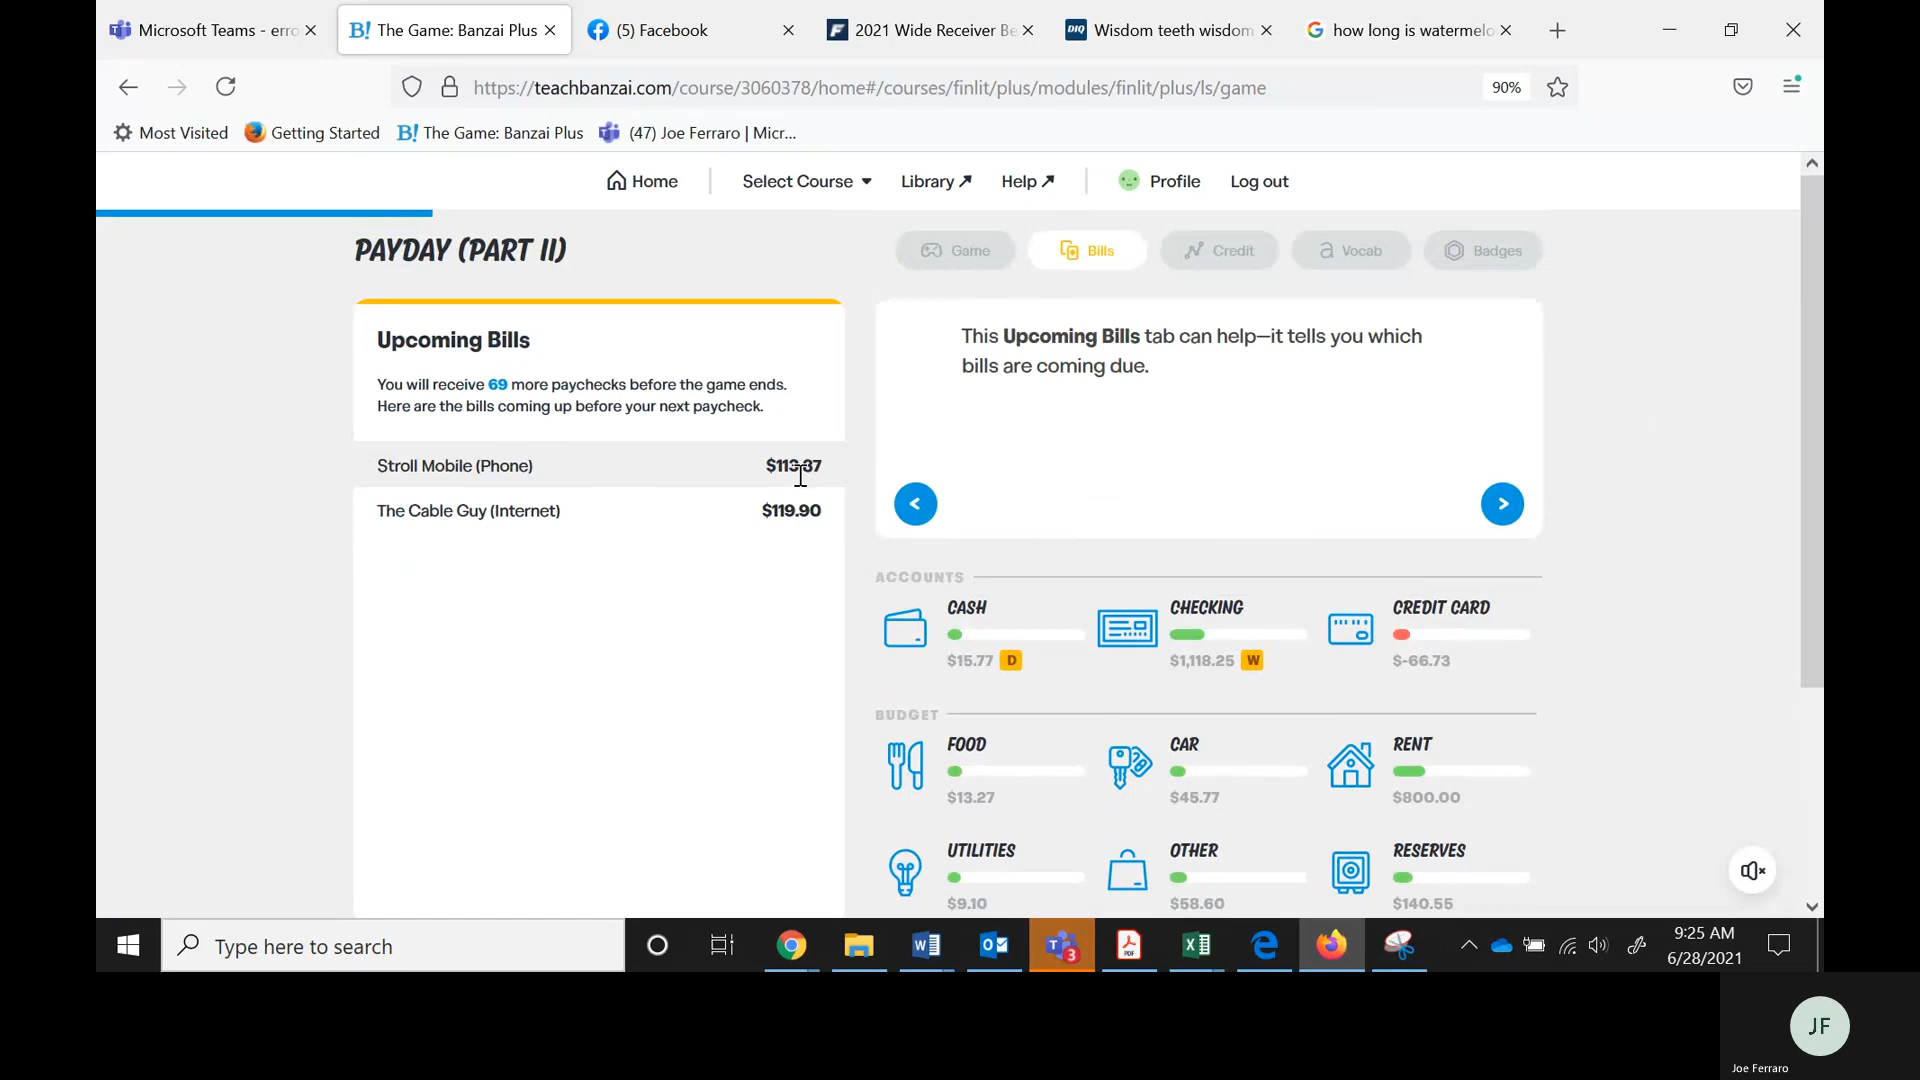 Microsoft Teams - erro
B! The Game: Banzai Plus
(5) Facebook
2021 Wide Receiver Be
DIQ Wisdom teeth wisdom
how long is watermelo
https://teachbanzai.com/course/3060378/home#/courses/finlit/plus/modules/finlit/plus/ls/game
90%
Most Visited
Getting Started
B! The Game: Banzai Plus
(47) Joe Ferraro | Micr...
Home
Select Course
Library
Help
Profile
Log out
PAYDAY (PART II)
Game
Bills
Credit
a Vocab
Badges
Upcoming Bills
You will receive 69 more paychecks before the game ends.
Here are the bills coming up before your next paycheck.
Stroll Mobile (Phone)
The Cable Guy (Internet) $119.90
This Upcoming Bills tab can help—it tells you which
bills are coming due.
<
>
ACCOUNTS
CASH
$15.77 D
CHECKING
$1,118.25 W
CREDIT CARD
$-66.73
BUDGET
FOOD
$13.27
CAR
$45.77
RENT
$800.00
UTILITIES
$9.10
OTHER
$58.60
RESERVES
$140.55
Type here to search
3
9:25 AM
6/28/2021
JF
Joe Ferraro